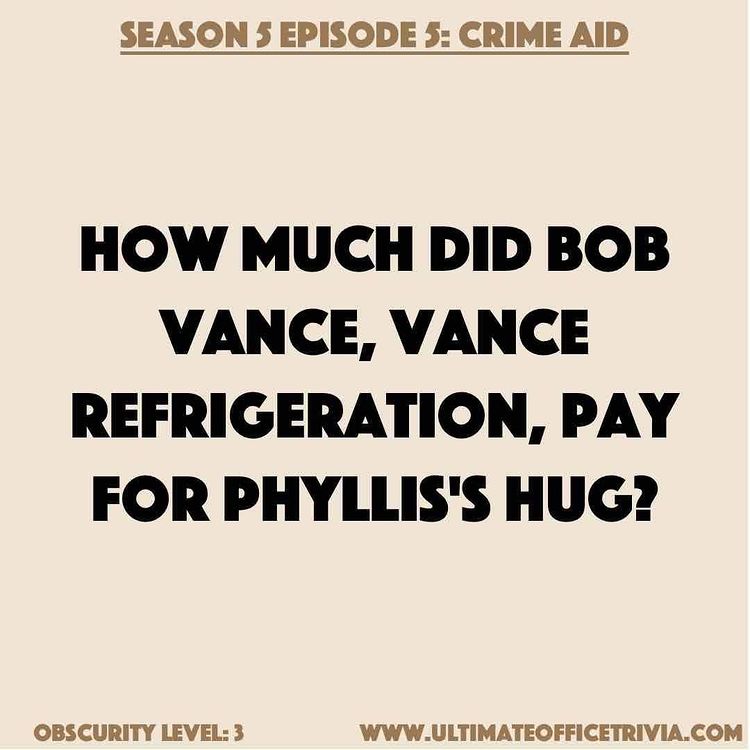 SEASON 5 EPISODE 5: CRIME AID
HOW MUCH DID BOB
VANCE, VANCE
REFRIGERATION, PAY
FOR PHYLLIS'S HUG?
OBSCURITY LEVEL: 3
WWW.ULTIMATEOFFICETRIVIA.COM